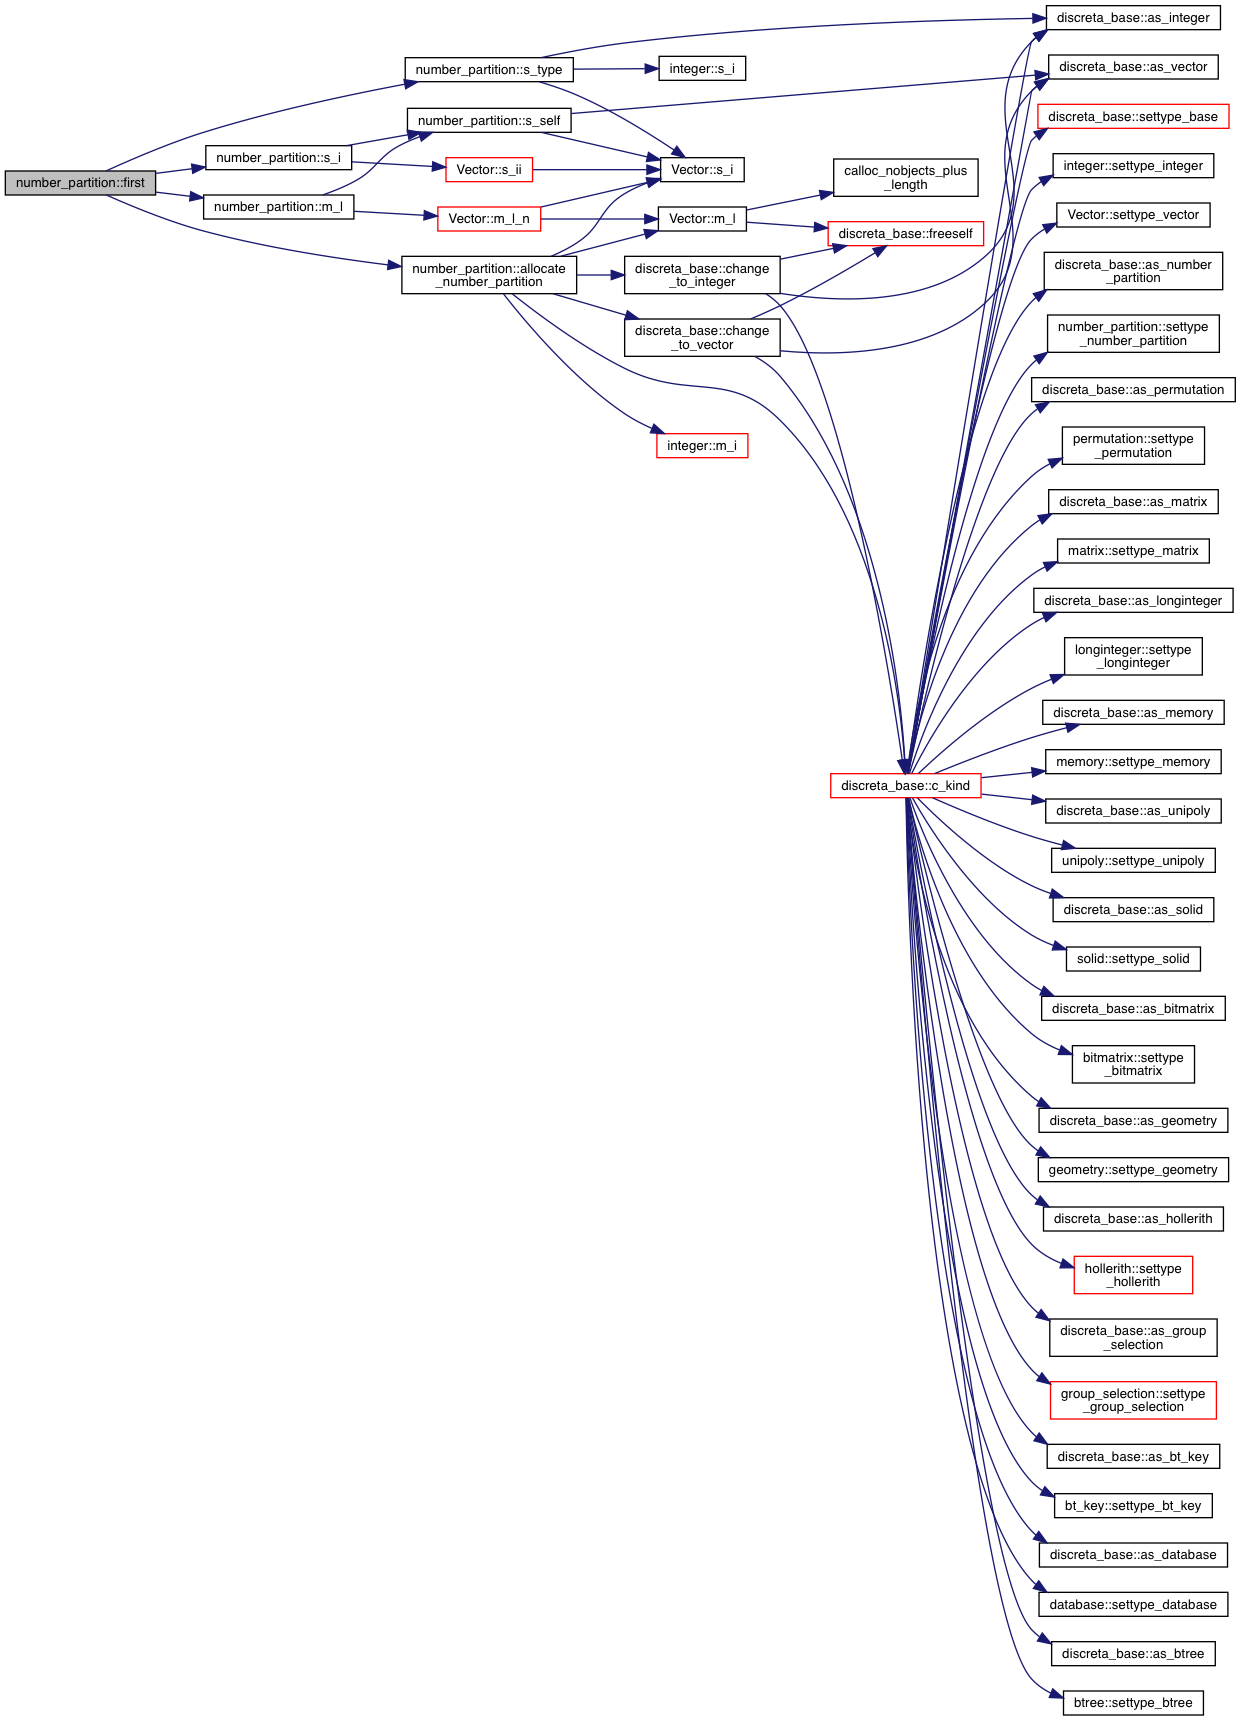 number_partition::first
number_partition::s_type
number_partition::s_self
number_partition::s_i
number_partition::m_l
Vector::s_ii
Vector::m_l_n
number_partition::allocate
_number_partition
integer::s_i
Vector::s_i
Vector::m_l
discreta_base::change
_to_integer
discreta_base::change
_to_vector
integer::m_i
calloc_nobjects_plus
_length
discreta_base::freeself
discreta_base::c_kind
discreta_base::as_integer
discreta_base::as_vector
discreta_base::settype_base
integer::settype_integer
Vector::settype_vector
discreta_base::as_number
_partition
number_partition::settype
_number_partition
discreta_base::as_permutation
permutation::settype
_permutation
discreta_base::as_matrix
matrix::settype_matrix
discreta_base::as_longinteger
longinteger::settype
_longinteger
discreta_base::as_memory
memory::settype_memory
discreta_base::as_unipoly
unipoly::settype_unipoly
discreta_base::as_solid
solid::settype_solid
discreta_base::as_bitmatrix
bitmatrix::settype
_bitmatrix
discreta_base::as_geometry
geometry::settype_geometry
discreta_base::as_hollerith
hollerith::settype
_hollerith
discreta_base::as_group
_selection
group_selection::settype
_group_selection
discreta_base::as_bt_key
bt_key::settype_bt_key
discreta_base::as_database
database::settype_database
discreta_base::as_btree
btree::settype_btree